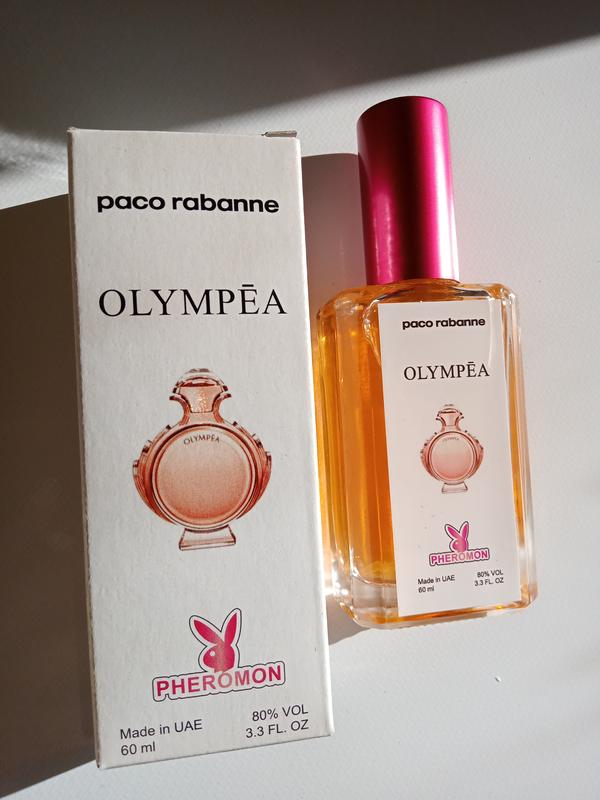 paco rabanne
OLYMPĒA
OLYMPĒA
PHEROMON
Made in UAE
60 ml
80% VOL
3.3 FL. OZ
paco rabanne
OLYMPĒA
OLYMPĒA
PHEROMON
Made in UAE
60 ml
80% VOL
3.3 FL. OZ